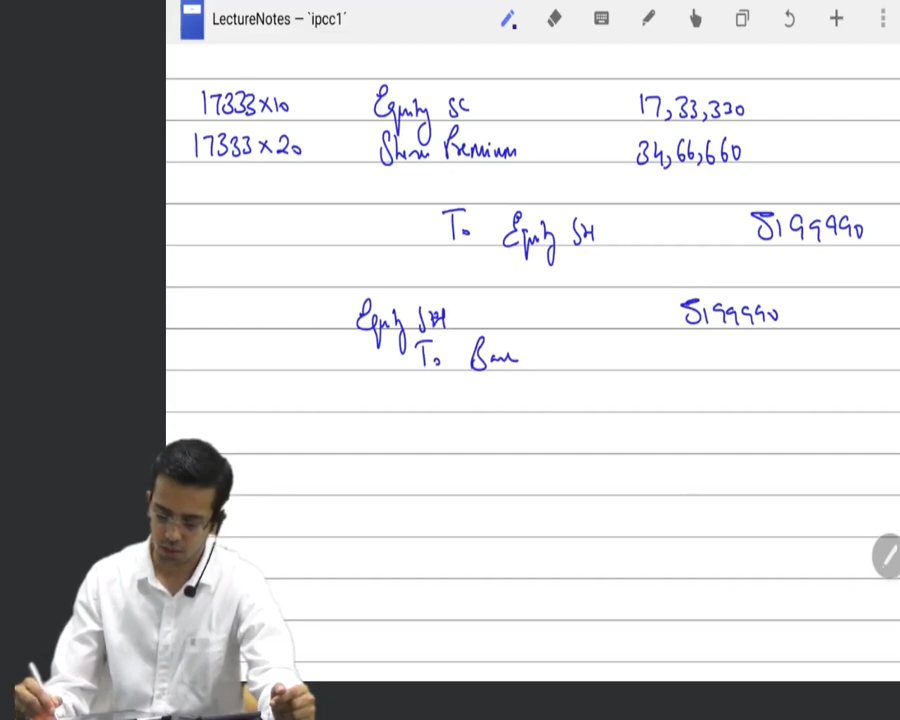 LectureNotes – `ipcc1´
17333×10 Equity SC 17,33,330
17333×20 Share Premium 34,66,660
To Equity SH 5199990
Equity SH 5199990
To Bank